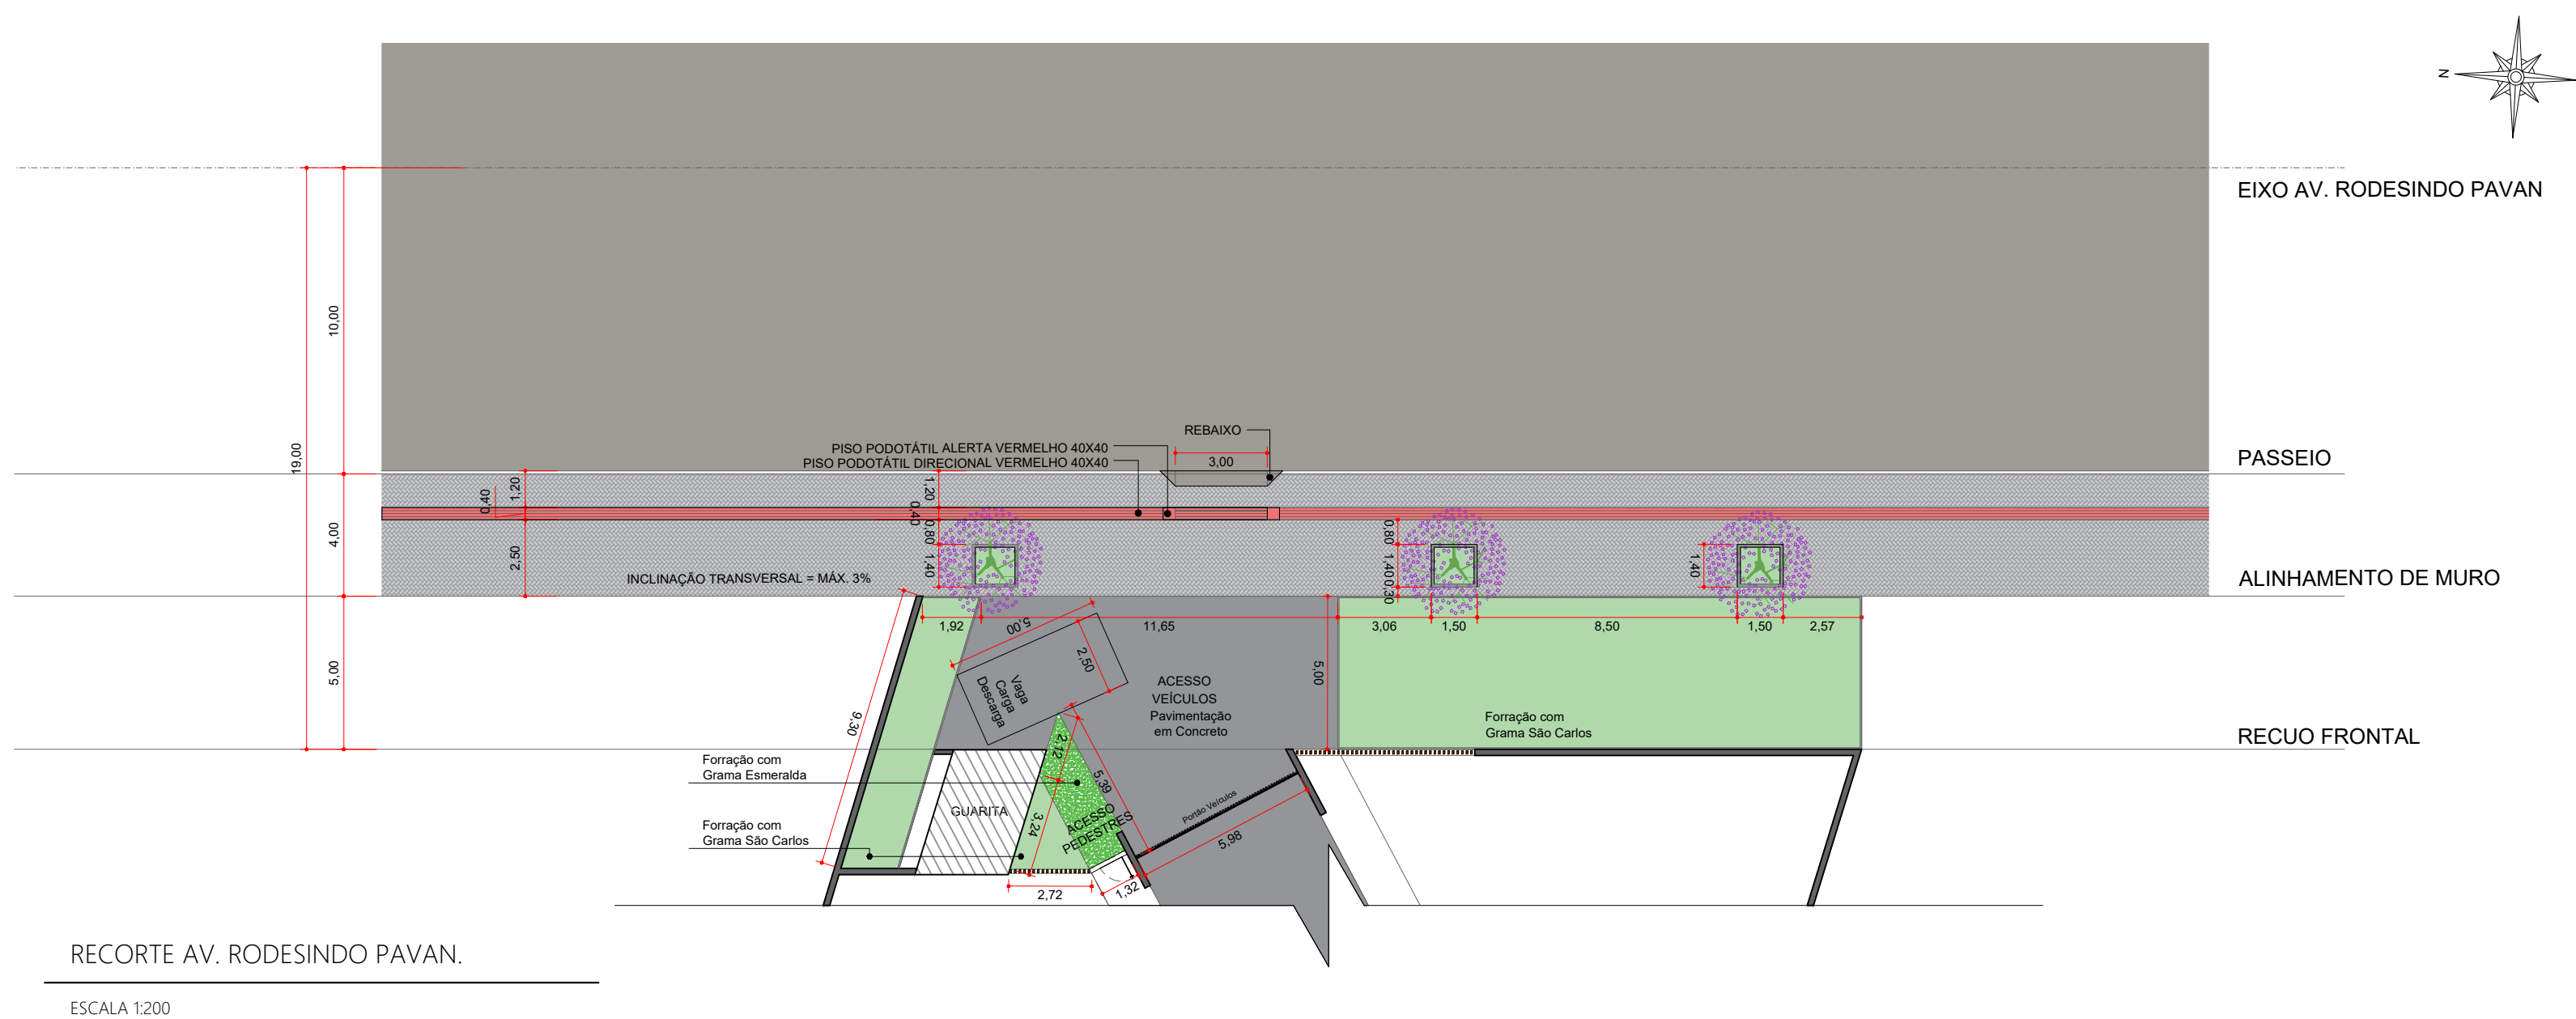 N
EIXO AV. RODESINDO PAVAN
10,00
19,00
REBAIXO
PISO PODOTÁTIL ALERTA VERMELHO 40X40
PISO PODOTÁTIL DIRECIONAL VERMELHO 40X40
3,00
PASSEIO
0,40
1,20
1,20
0,40
4,00
2,50
0,80
1,40
0,80
1,40
0,30
1,40
INCLINAÇÃO TRANSVERSAL = MÁX. 3%
ALINHAMENTO DE MURO
1,92
5,00
11,65
3,06
1,50
8,50
1,50
2,57
5,00
2,50
5,00
Vaga
Carga
Descarga
ACESSO
VEÍCULOS
Pavimentação
em Concreto
9,30
Forração com
Grama São Carlos
RECUO FRONTAL
2,12
5,39
Forração com
Grama Esmeralda
GUARITA
3,24
ACESSO
PEDESTRES
Portão Veículos
5,98
Forração com
Grama São Carlos
2,72
1,32
RECORTE AV. RODESINDO PAVAN.
ESCALA 1:200